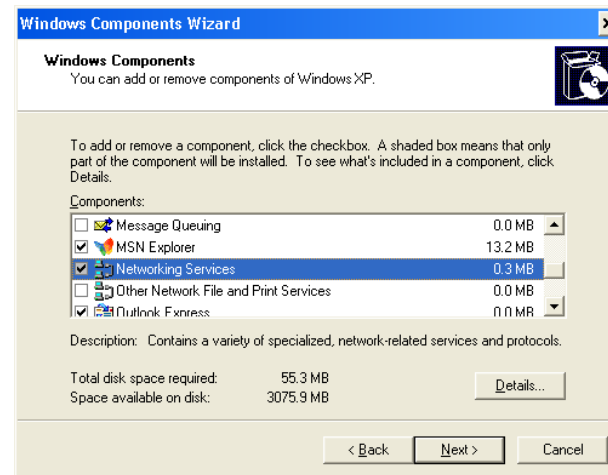 Windows Components Wizard
Windows Components
You can add or remove components of Windows XP.
To add or remove a component, click the checkbox. A shaded box means that only
part of the component will be installed. To see what's included in a component, click
Details.
Components:
Message Queuing 0.0 MB
MSN Explorer 13.2 MB
Networking Services 0.3 MB
Other Network File and Print Services 0.0 MB
Outlook Express 0.0 MB
Description: Contains a variety of specialized, network-related services and protocols.
Total disk space required: 55.3 MB
Space available on disk: 3075.9 MB
Details...
< Back Next > Cancel